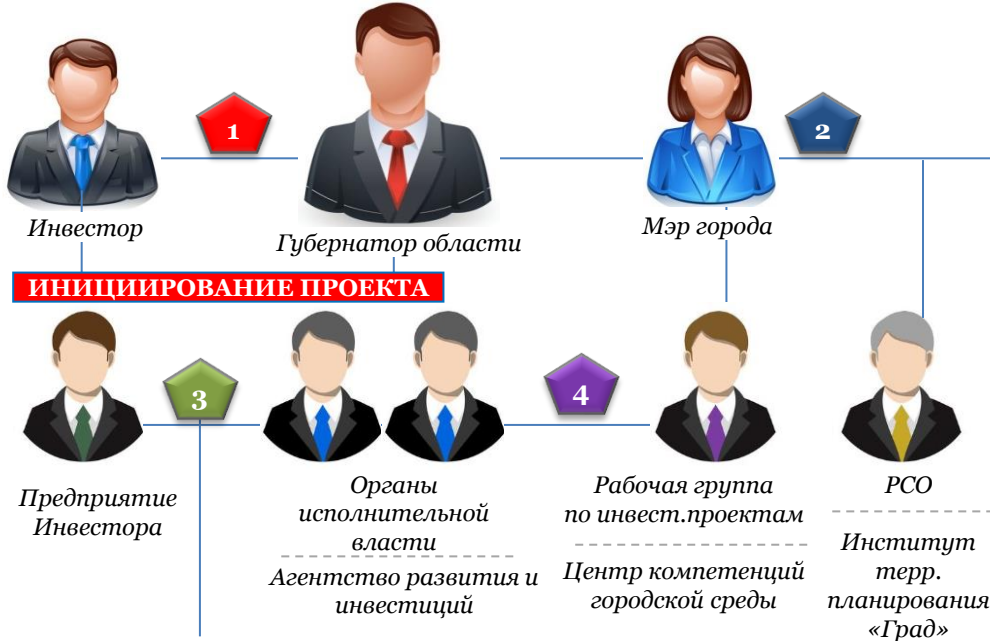 1
2
Инвестор
Губернатор области
Мэр города
ИНИЦИИРОВАНИЕ ПРОЕКТА
3
4
Предприятие
Инвестора
Органы
исполнительной
власти
Агентство развития и
инвестиций
Рабочая группа
по инвест.проектам
Центр компетенций
городской среды
РСО
Институт
терр.
планирования
«Град»